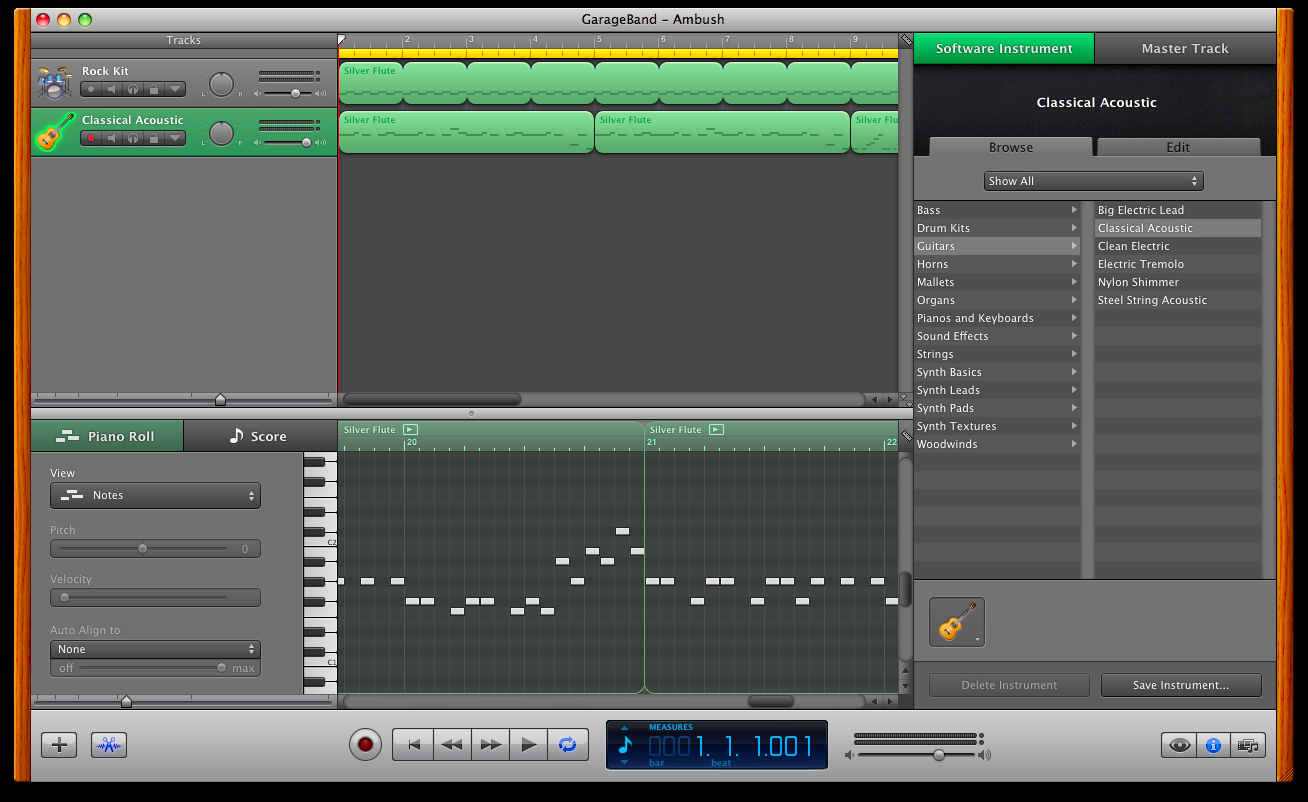 GarageBand – Ambush
Tracks
2 3 4 5 6 7 8 9
Software Instrument
Master Track
Rock Kit
L R
Silver Flute
Classical Acoustic
L R
Silver Flute
Silver Flute
Silver Flu
Classical Acoustic
Browse
Edit
Show All
Bass
Drum Kits
Guitars
Horns
Mallets
Organs
Pianos and Keyboards
Sound Effects
Strings
Synth Basics
Synth Leads
Synth Pads
Synth Textures
Woodwinds
Big Electric Lead
Classical Acoustic
Clean Electric
Electric Tremolo
Nylon Shimmer
Steel String Acoustic
Piano Roll
Score
Silver Flute
Silver Flute
20 21 22
View
Notes
Pitch
0
Velocity
Auto Align to
None
off max
C2
C1
Delete Instrument
Save Instrument...
MEASURES
1. 1. 1.001
bar beat